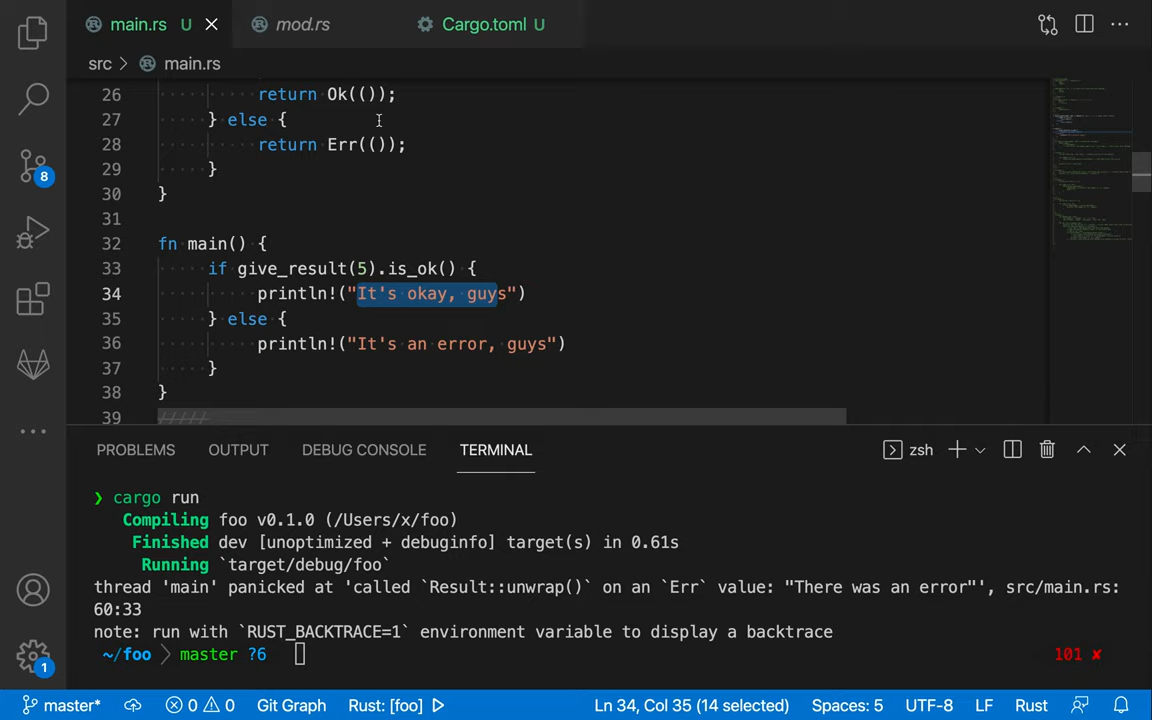 main.rs U mod.rs Cargo.toml U
src > main.rs
26 return Ok(());
27 } else {
28 return Err(());
29 }
30 }
31
32 fn main() {
33 if give_result(5).is_ok() {
34 println!("It's okay, guys")
35 } else {
36 println!("It's an error, guys")
37 }
38 }
39 /////
8
PROBLEMS OUTPUT DEBUG CONSOLE TERMINAL zsh
❯ cargo run
Compiling foo v0.1.0 (/Users/x/foo)
Finished dev [unoptimized + debuginfo] target(s) in 0.61s
Running `target/debug/foo`
thread 'main' panicked at 'called `Result::unwrap()` on an `Err` value: "There was an error"', src/main.rs:
60:33
note: run with `RUST_BACKTRACE=1` environment variable to display a backtrace
~/foo master ?6 101 ✘
1
master* 0 0 Git Graph Rust: [foo] Ln 34, Col 35 (14 selected) Spaces: 5 UTF-8 LF Rust